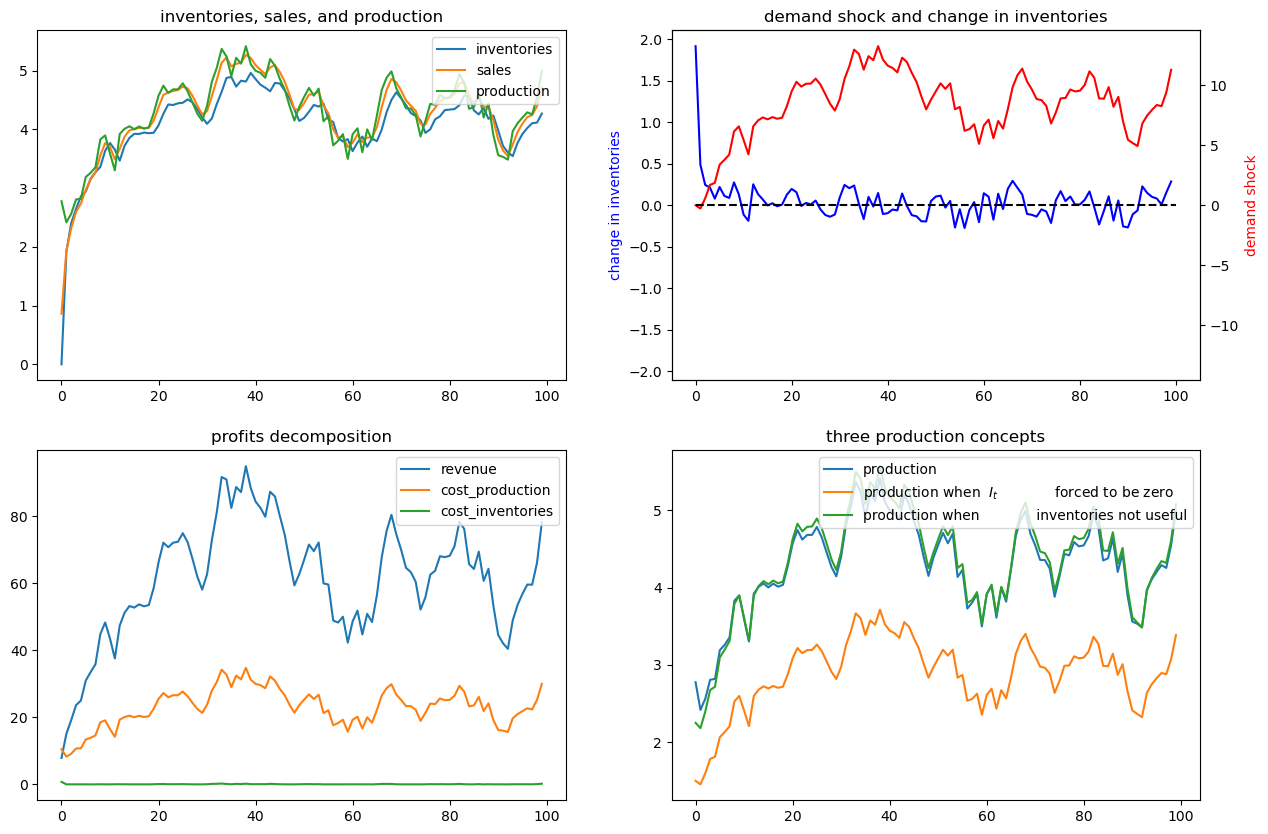 inventories, sales, and production
5
4
3
2
1
0
0 20 40 60 80 100
inventories
sales
production
demand shock and change in inventories
change in inventories
2.0
1.5
1.0
0.5
0.0
−0.5
−1.0
−1.5
−2.0
0 20 40 60 80 100
10
5
0
−5
−10
demand shock
profits decomposition
80
60
40
20
0
0 20 40 60 80 100
revenue
cost_production
cost_inventories
three production concepts
5
4
3
2
0 20 40 60 80 100
production
production when I_t forced to be zero
production when inventories not useful